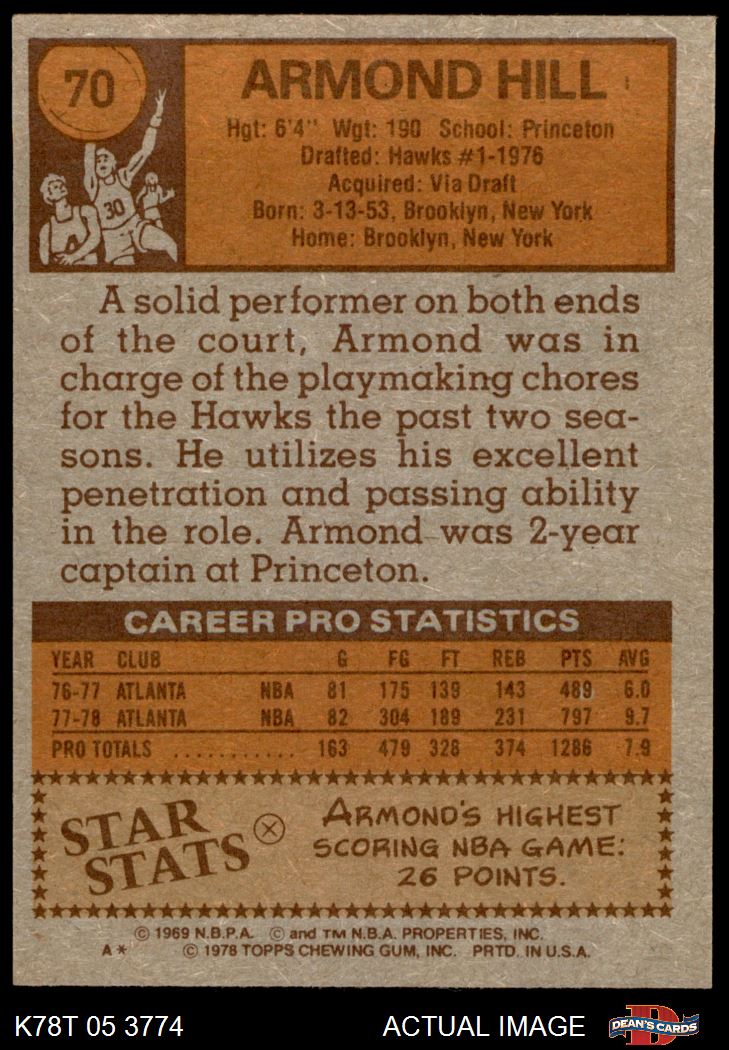 70
ARMOND HILL
Hgt: 6'4" Wgt: 190 School: Princeton
Drafted: Hawks #1-1976
Acquired: Via Draft
Born: 3-13-53, Brooklyn, New York
Home: Brooklyn, New York
30
A solid performer on both ends
of the court, Armond was in
charge of the playmaking chores
for the Hawks the past two sea-
sons. He utilizes his excellent
penetration and passing ability
in the role. Armond was 2-year
captain at Princeton.
CAREER PRO STATISTICS
YEAR CLUB G FG FT REB PTS AVG
76-77 ATLANTA NBA 81 175 139 143 489 6.0
77-78 ATLANTA NBA 82 304 189 231 797 9.7
PRO TOTALS ........... 163 479 328 374 1286 7.9
STAR
STATS
ARMOND'S HIGHEST
SCORING NBA GAME:
26 POINTS.
© 1969 N.B.P.A. © and TM N.B.A. PROPERTIES, INC.
A * © 1978 TOPPS CHEWING GUM, INC. PRTD. IN U.S.A.
K78T 05 3774 ACTUAL IMAGE D DEAN'S CARDS